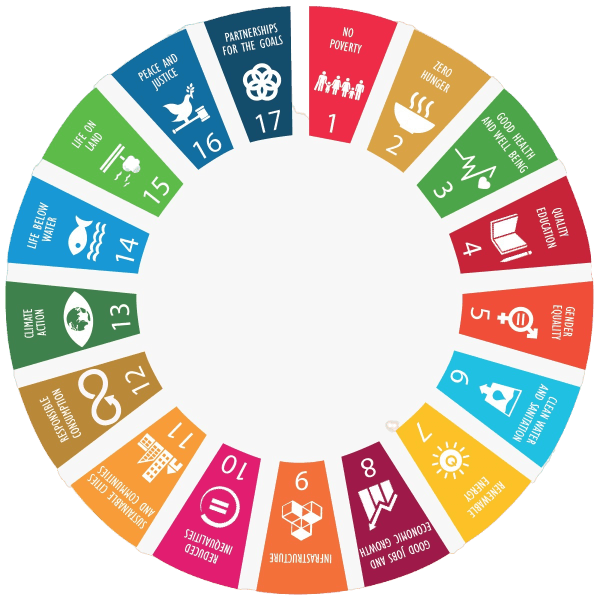 NO
POVERTY
1
ZERO
HUNGER
2
GOOD HEALTH
AND WELL BEING
3
QUALITY
EDUCATION
4
GENDER
EQUALITY
5
CLEAN WATER
AND SANITATION
6
RENEWABLE
ENERGY
7
GOOD JOBS AND
ECONOMIC GROWTH
8
INFRASTRUCTURE
9
REDUCED
INEQUALITIES
10
SUSTAINABLE CITIES
AND COMMUNITIES
11
RESPONSIBLE
CONSUMPTION
12
CLIMATE
ACTION
13
LIFE BELOW
WATER
14
LIFE ON
LAND
15
PEACE AND
JUSTICE
16
PARTNERSHIPS
FOR THE GOALS
17